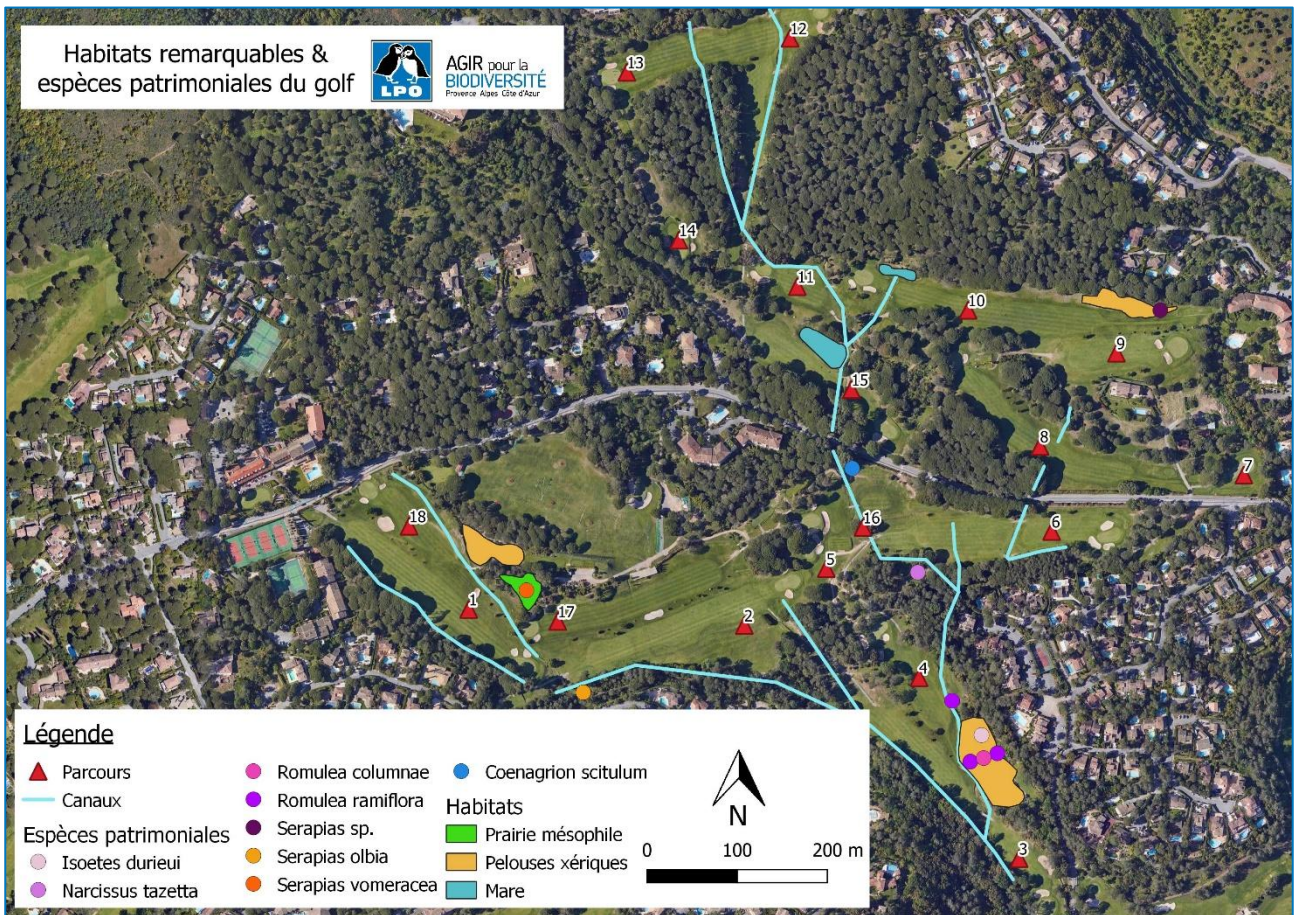 Habitats remarquables &
espèces patrimoniales du golf
LPO
AGIR pour la
BIODIVERSITÉ
Provence Alpes Côte d'Azur
12
13
14
11
10
9
15
8
7
18
16
6
5
1
17
2
4
3
Légende
Parcours
Canaux
Espèces patrimoniales
Isoetes durieui
Narcissus tazetta
Romulea columnae
Romulea ramiflora
Serapias sp.
Serapias olbia
Serapias vomeracea
Coenagrion scitulum
Habitats
Prairie mésophile
Pelouses xériques
Mare
N
0 100 200 m